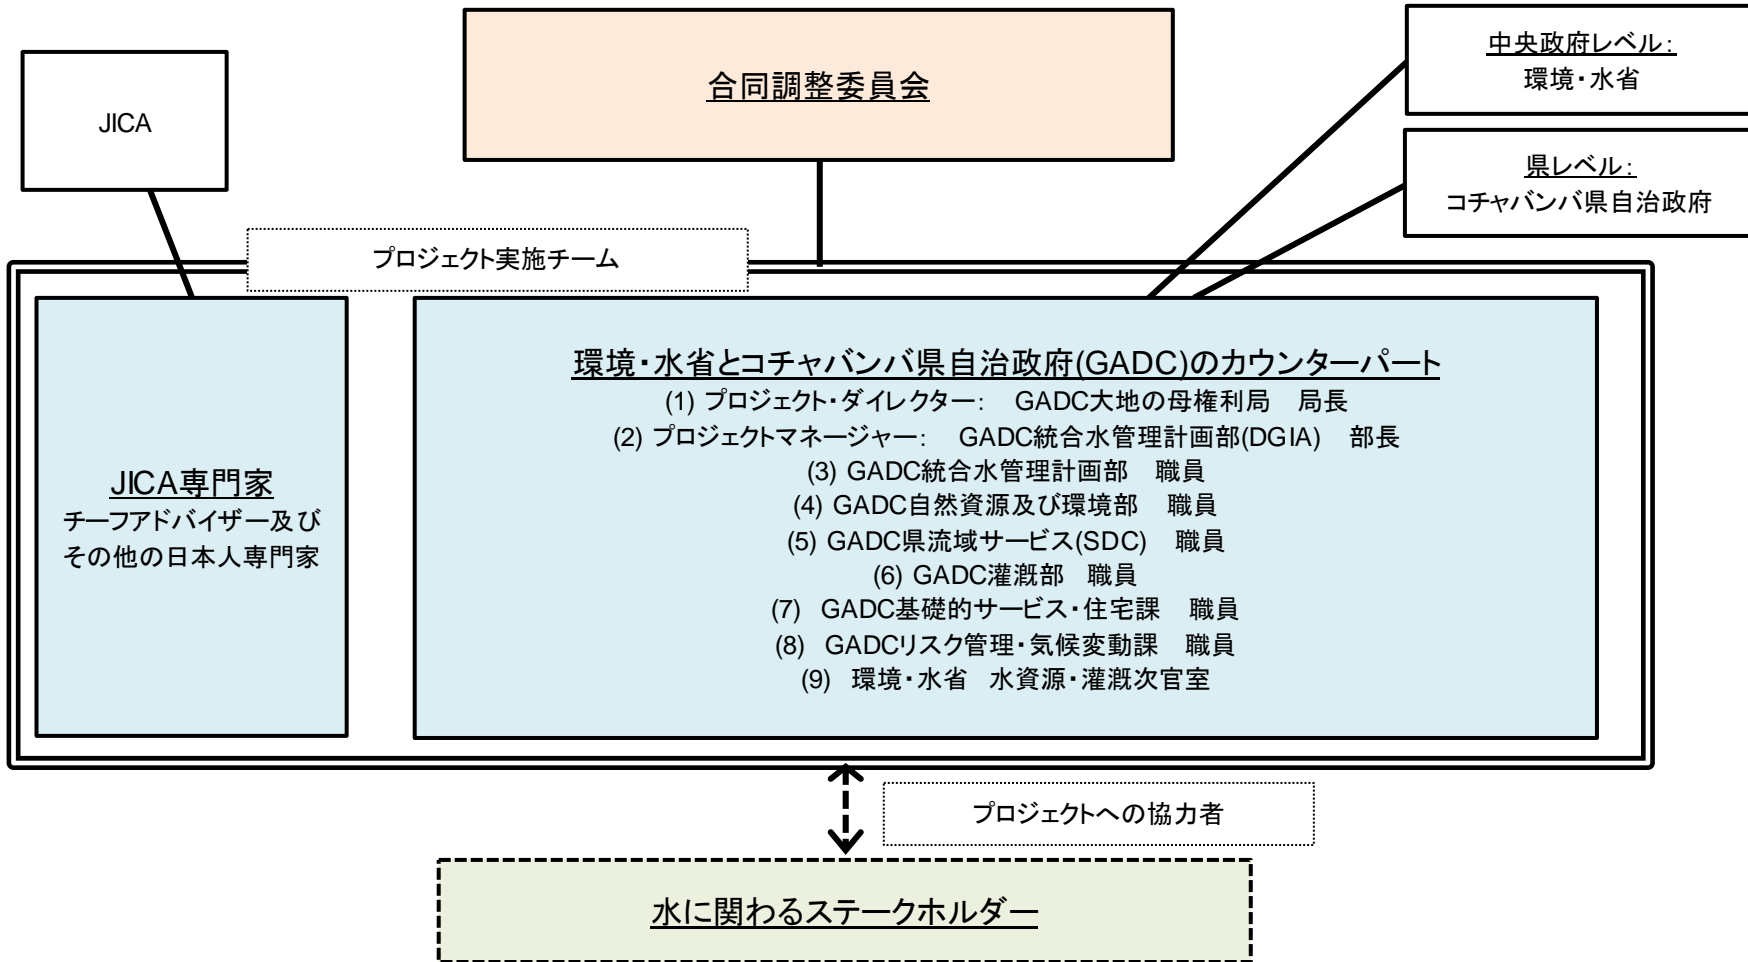 合同調整委員会
JICA
中央政府レベル：
環境・水省
県レベル：
コチャバンバ県自治政府
プロジェクト実施チーム
JICA専門家
チーフアドバイザー及び
その他の日本人専門家
環境・水省とコチャバンバ県自治政府(GADC)のカウンターパート
(1) プロジェクト・ダイレクター：　GADC大地の母権利局　局長
(2) プロジェクトマネージャー：　GADC統合水管理計画部(DGIA)　部長
(3) GADC統合水管理計画部　職員
(4) GADC自然資源及び環境部　職員
(5) GADC県流域サービス(SDC)　職員
(6) GADC灌漑部　職員
(7)　GADC基礎的サービス・住宅課　職員
(8)　GADCリスク管理・気候変動課　職員
(9)　環境・水省　水資源・灌漑次官室
プロジェクトへの協力者
水に関わるステークホルダー